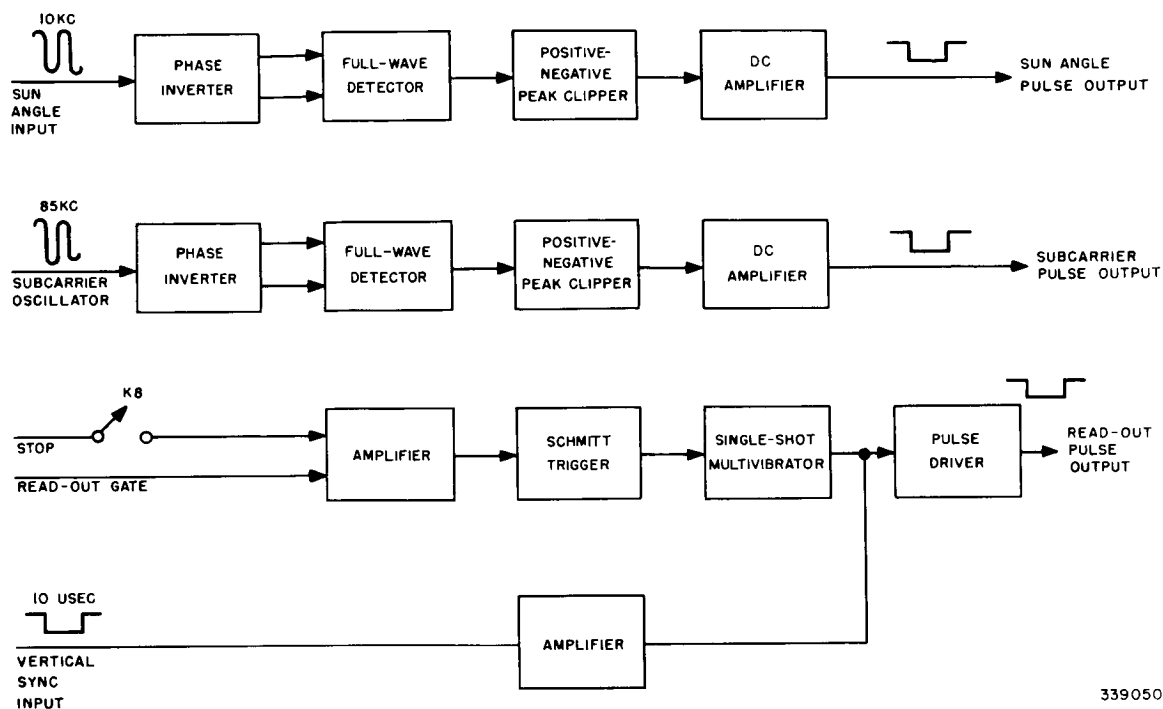 10KC
SUN
ANGLE
INPUT
PHASE
INVERTER
FULL-WAVE
DETECTOR
POSITIVE-
NEGATIVE
PEAK CLIPPER
DC
AMPLIFIER
SUN ANGLE
PULSE OUTPUT
85KC
SUBCARRIER
OSCILLATOR
PHASE
INVERTER
FULL-WAVE
DETECTOR
POSITIVE-
NEGATIVE
PEAK CLIPPER
DC
AMPLIFIER
SUBCARRIER
PULSE OUTPUT
K8
STOP
READ-OUT GATE
AMPLIFIER
SCHMITT
TRIGGER
SINGLE-SHOT
MULTIVIBRATOR
PULSE
DRIVER
READ-OUT
PULSE
OUTPUT
10 USEC
VERTICAL
SYNC
INPUT
AMPLIFIER
339050